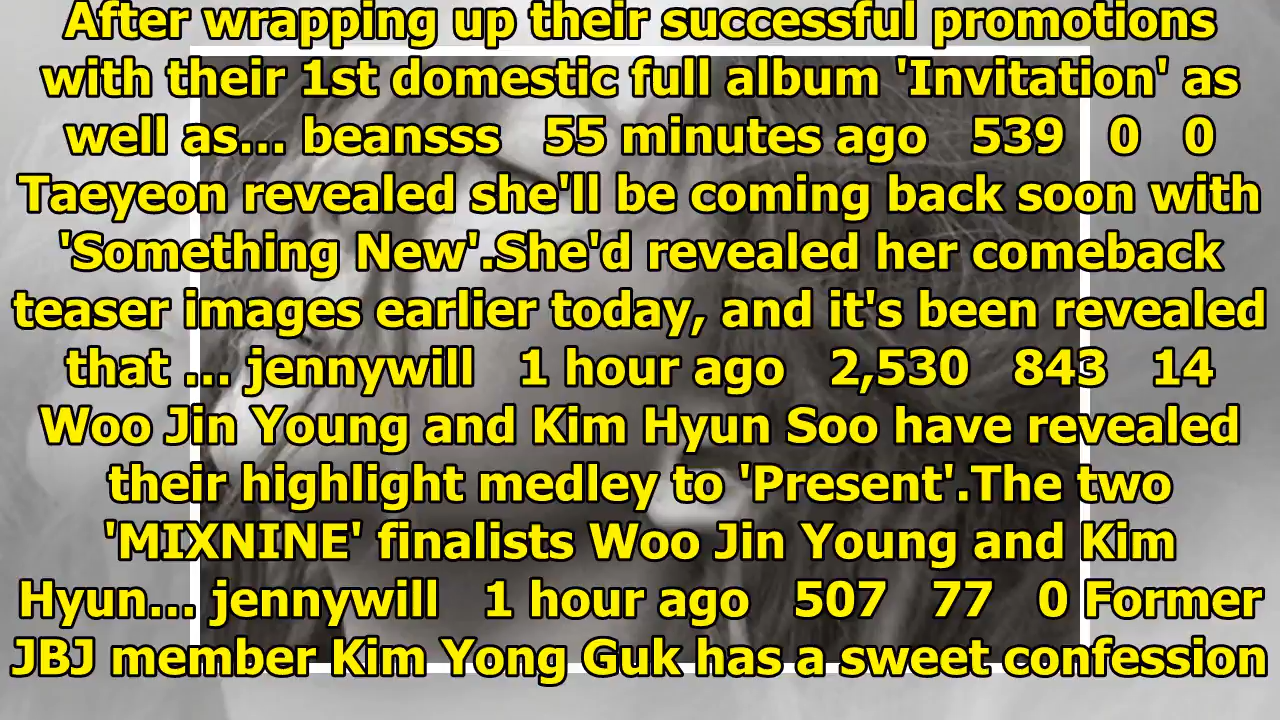 After wrapping up their successful promotions
with their 1st domestic full album 'Invitation' as
well as... beansss 55 minutes ago 539 0 0
Taeyeon revealed she'll be coming back soon with
'Something New'.She'd revealed her comeback
teaser images earlier today, and it's been revealed
that ... jennywill 1 hour ago 2,530 843 14
Woo Jin Young and Kim Hyun Soo have revealed
their highlight medley to 'Present'.The two
'MIXNINE' finalists Woo Jin Young and Kim
Hyun... jennywill 1 hour ago 507 77 0 Former
JBJ member Kim Yong Guk has a sweet confession